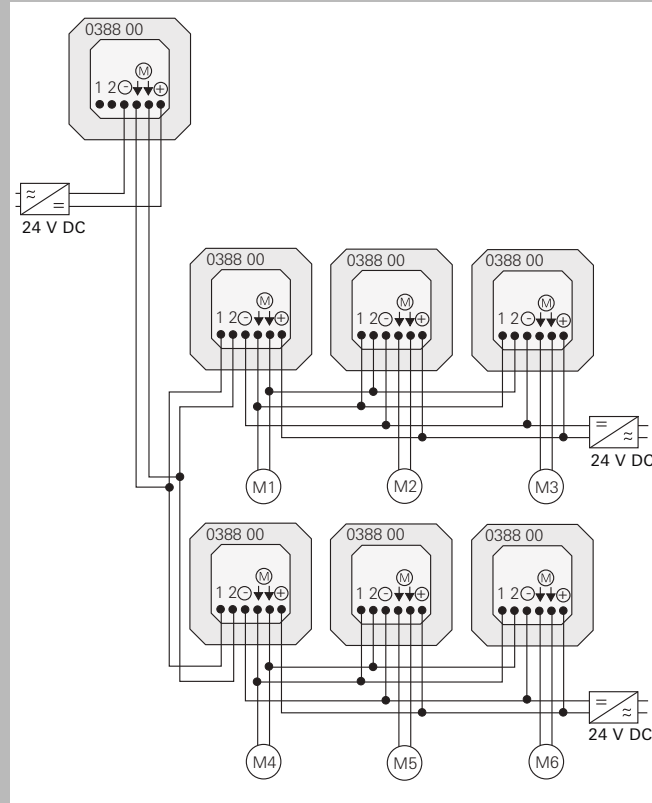 0388 00
M
1 2 - +
≈
=
24 V DC
0388 00 0388 00 0388 00
M M M
1 2 - + 1 2 - + 1 2 - +
=
≈
24 V DC
M1 M2 M3
0388 00 0388 00 0388 00
M M M
1 2 - + 1 2 - + 1 2 - +
=
≈
24 V DC
M4 M5 M6